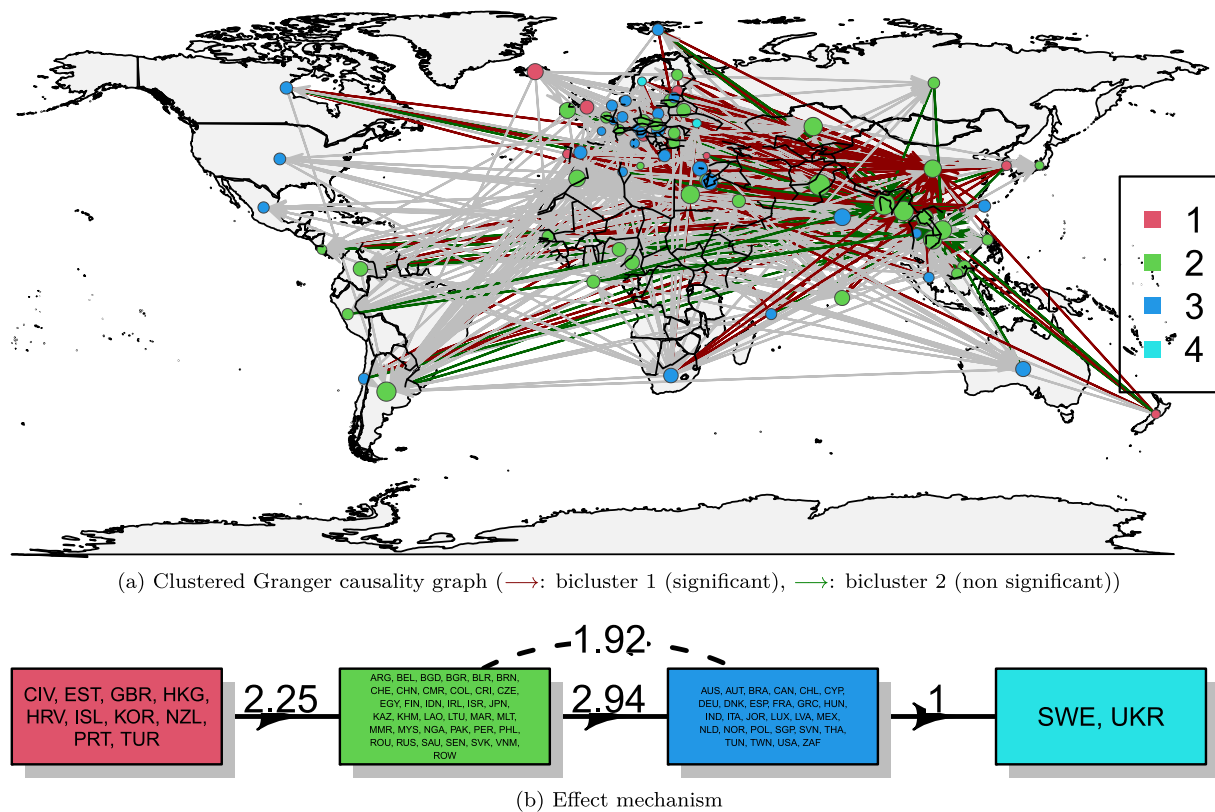 1
2
3
4
(a) Clustered Granger causality graph (⟶: bicluster 1 (significant), ⟶: bicluster 2 (non significant))
1.92
CIV, EST, GBR, HKG,
HRV, ISL, KOR, NZL,
PRT, TUR
2.25
ARG, BEL, BGD, BGR, BLR, BRN,
CHE, CHN, CMR, COL, CRI, CZE,
EGY, FIN, IDN, IRL, ISR, JPN,
KAZ, KHM, LAO, LTU, MAR, MLT,
MMR, MYS, NGA, PAK, PER, PHL,
ROU, RUS, SAU, SEN, SVK, VNM,
ROW
2.94
AUS, AUT, BRA, CAN, CHL, CYP,
DEU, DNK, ESP, FRA, GRC, HUN,
IND, ITA, JOR, LUX, LVA, MEX,
NLD, NOR, POL, SGP, SVN, THA,
TUN, TWN, USA, ZAF
1
SWE, UKR
(b) Effect mechanism